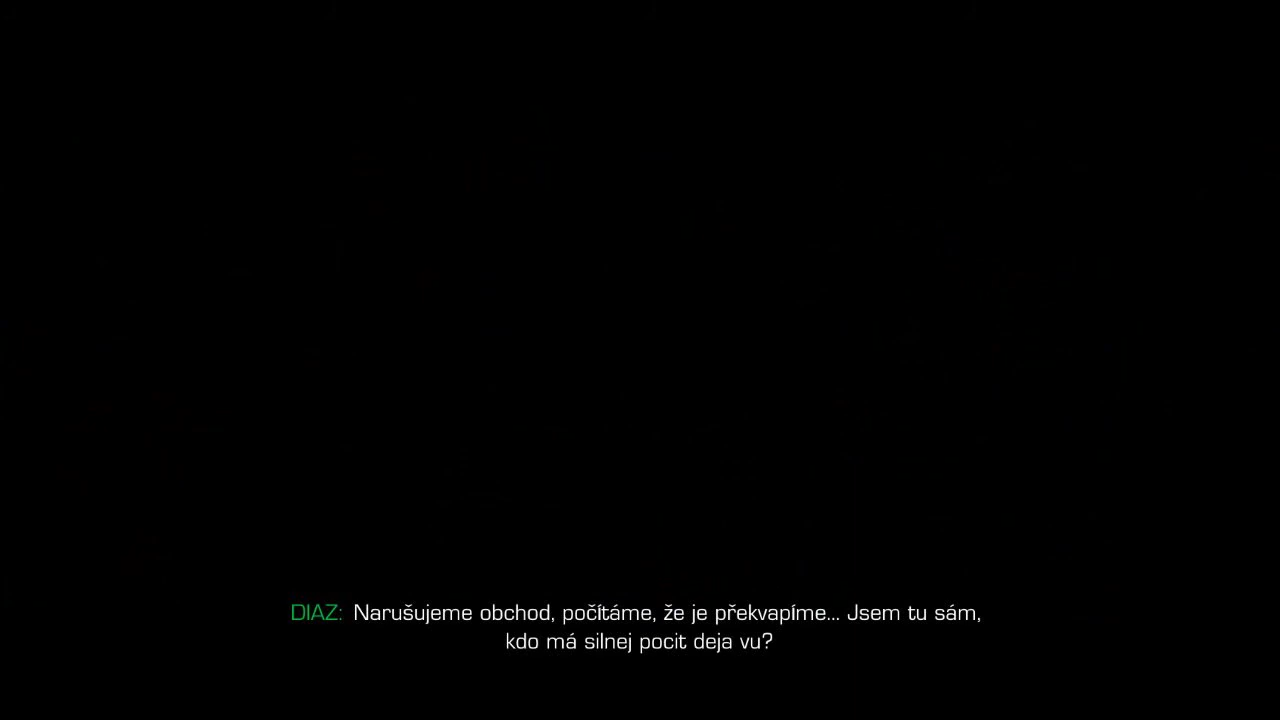 DIAZ: Narušujeme obchod, počítáme, že je překvapíme... Jsem tu sám,
kdo má silnej pocit deja vu?